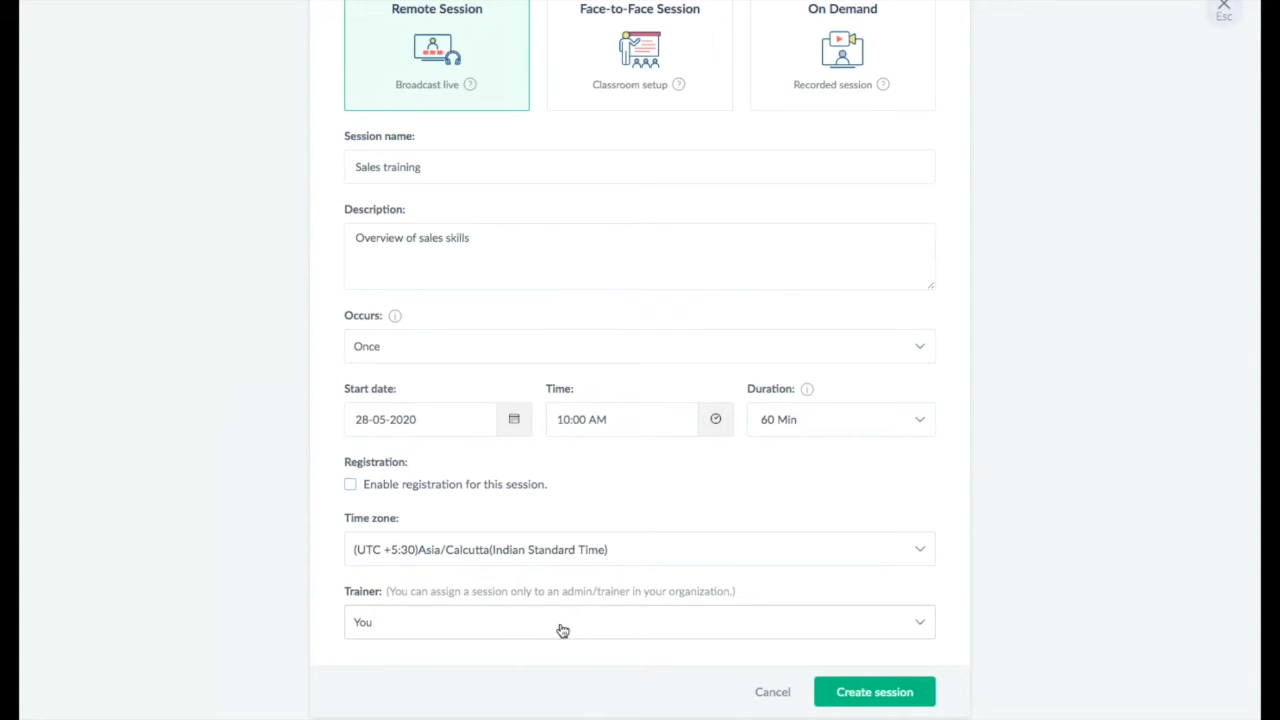 Remote Session
Face-to-Face Session
On Demand
Esc
Broadcast live
Classroom setup
Recorded session
Session name:
Sales training
Description:
Overview of sales skills
Occurs:
Once
Start date:
Time:
Duration:
28-05-2020
10:00 AM
60 Min
Registration:
Enable registration for this session.
Time zone:
(UTC +5:30)Asia/Calcutta(Indian Standard Time)
Trainer: (You can assign a session only to an admin/trainer in your organization.)
You
Cancel
Create session